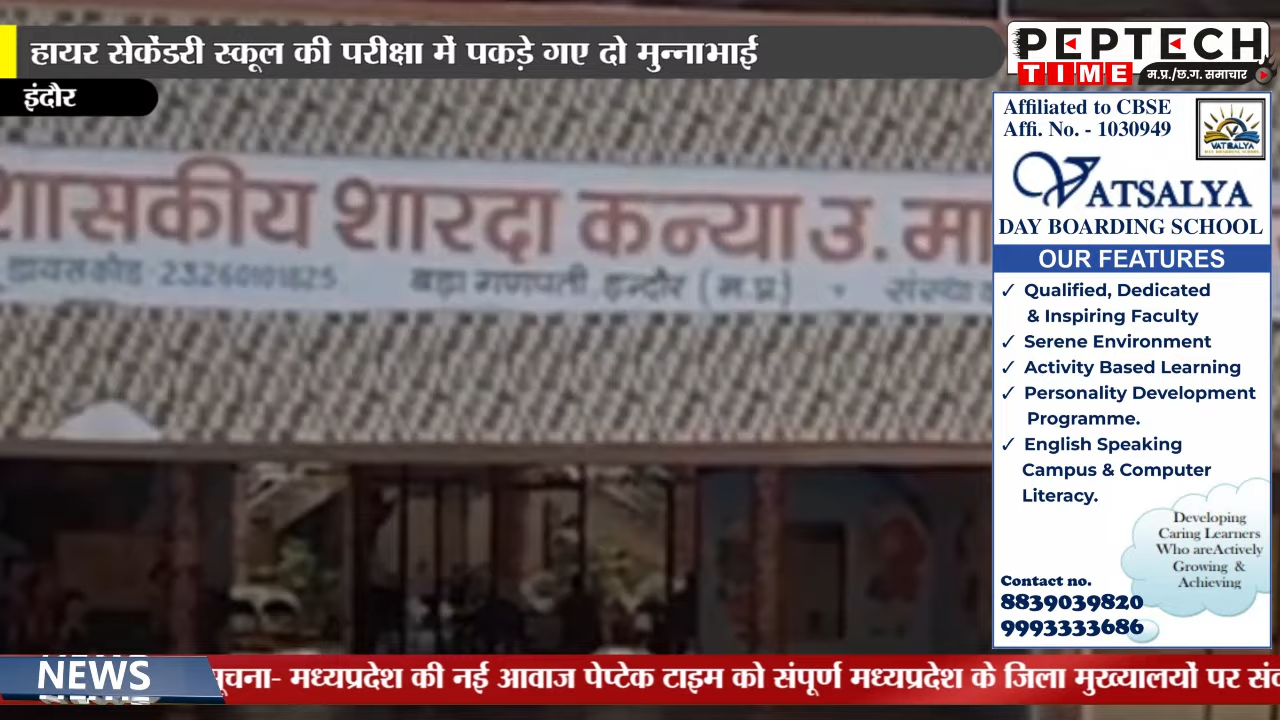 हायर सेकेंडरी स्कूल की परीक्षा में पकड़े गए दो मुन्नाभाई
इंदौर
शासकीय शारदा कन्या उ. मा
डायसकोड-23260101825 बड़ा गणपती, इन्दौर (म.प्र.) • संस्था
PEPTECH
TIME म.प्र./छ.ग. समाचार
Affiliated to CBSE
Affi. No. - 1030949
VATSALYA
VATSALYA
DAY BOARDING SCHOOL
OUR FEATURES
✓ Qualified, Dedicated
& Inspiring Faculty
✓ Serene Environment
✓ Activity Based Learning
✓ Personality Development
Programme.
✓ English Speaking
Campus & Computer
Literacy.
Developing
Caring Learners
Who areActively
Growing &
Achieving
Contact no.
8839039820
9993333686
NEWS
सूचना- मध्यप्रदेश की नई आवाज पेप्टेक टाइम को संपूर्ण मध्यप्रदेश के जिला मुख्यालयों पर